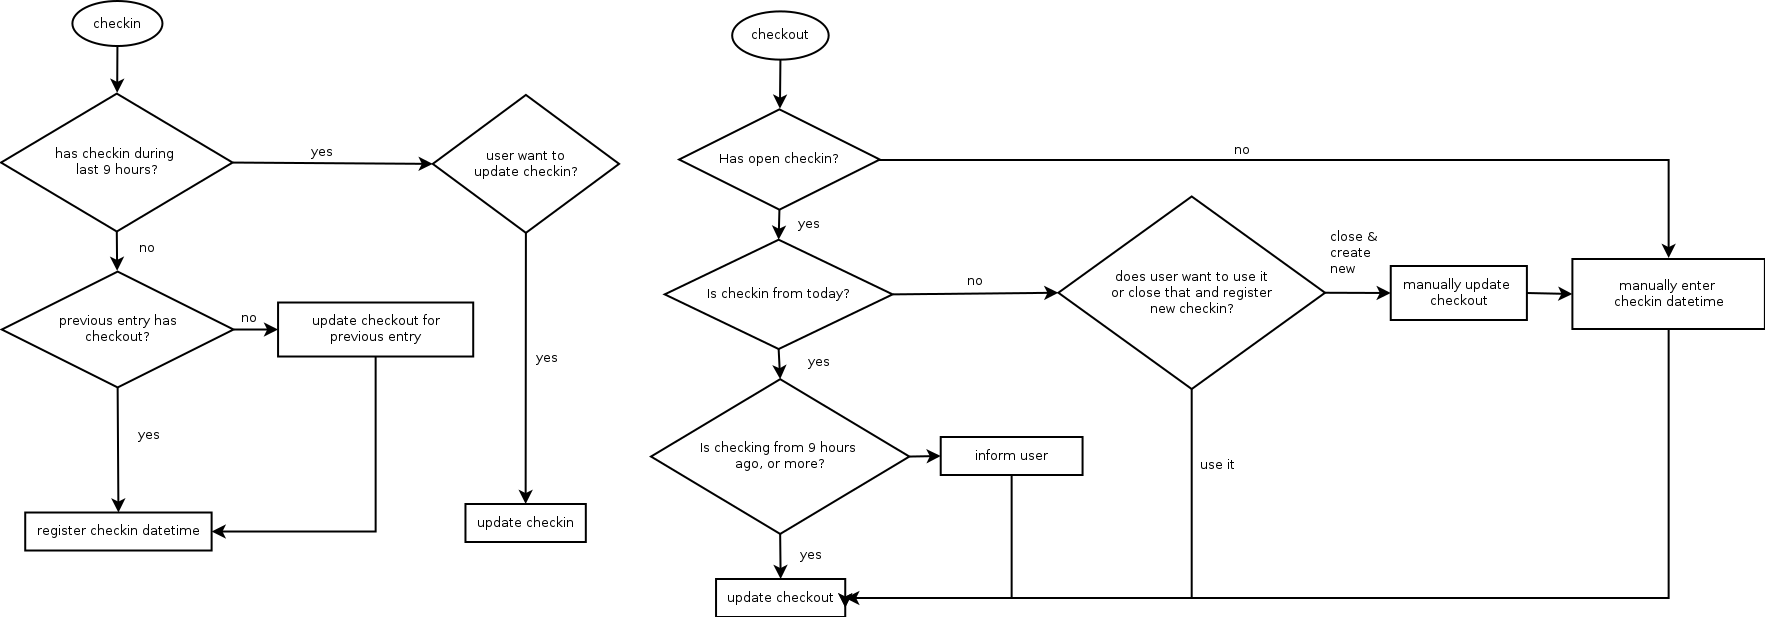 checkin
has checkin during
last 9 hours?
yes
user want to
update checkin?
no
previous entry has
checkout?
no
update checkout for
previous entry
yes
yes
register checkin datetime
update checkin
checkout
Has open checkin?
no
yes
Is checkin from today?
no
does user want to use it
or close that and register
new checkin?
close &
create
new
manually update
checkout
manually enter
checkin datetime
yes
Is checking from 9 hours
ago, or more?
inform user
use it
yes
update checkout